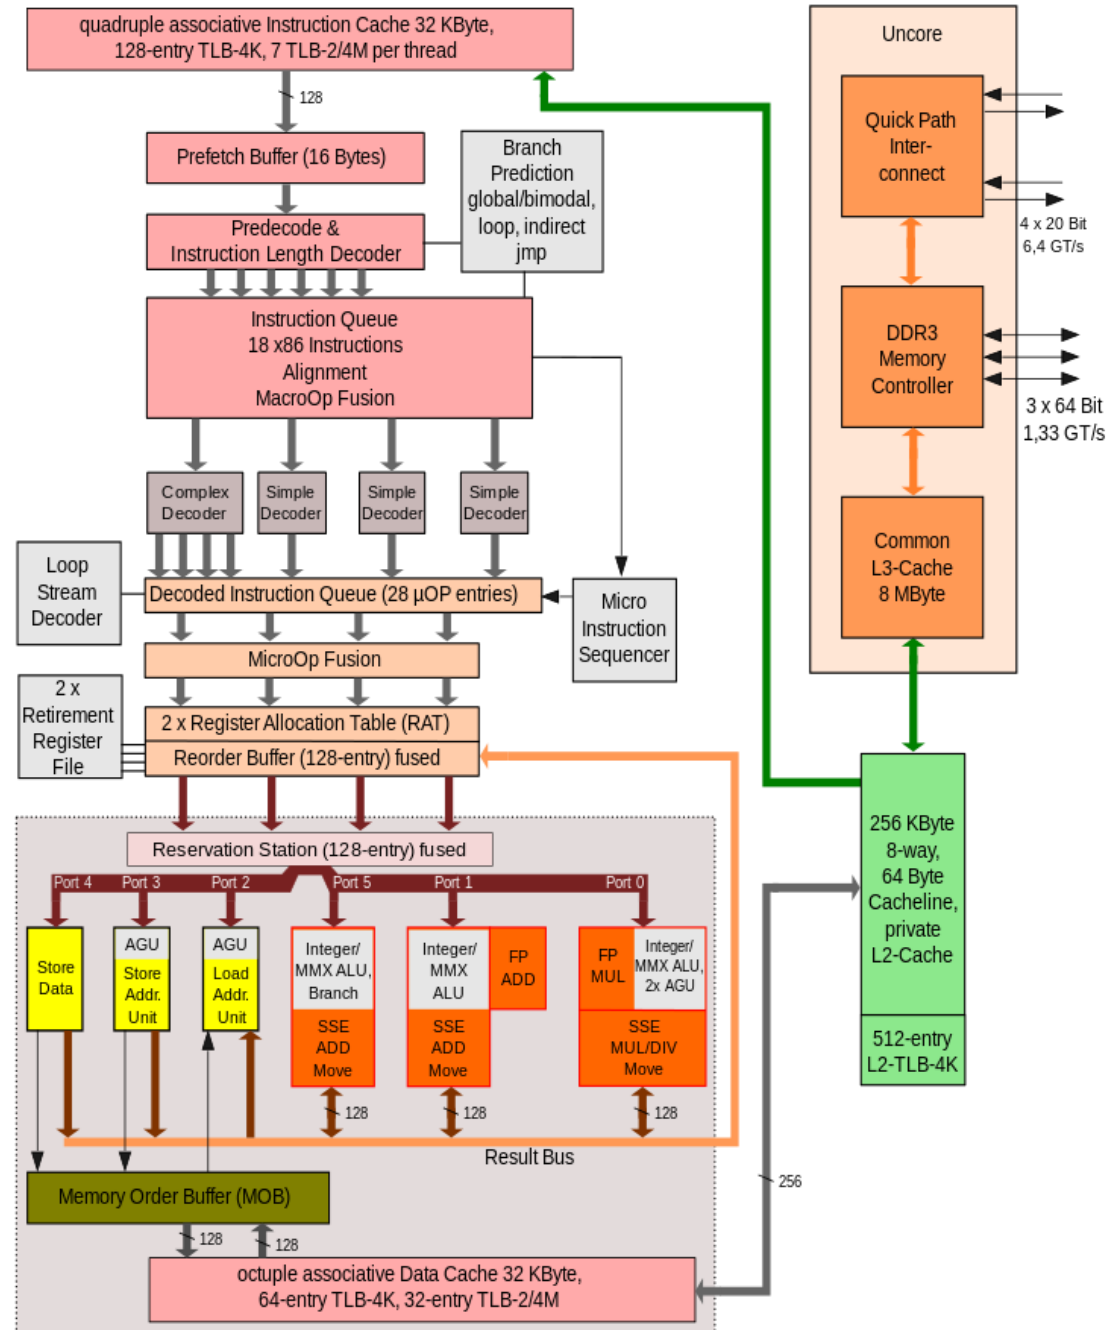 quadruple associative Instruction Cache 32 KByte,
128-entry TLB-4K, 7 TLB-2/4M per thread
128
Prefetch Buffer (16 Bytes)
Predecode &
Instruction Length Decoder
Branch
Prediction
global/bimodal,
loop, indirect
jmp
Instruction Queue
18 x86 Instructions
Alignment
MacroOp Fusion
Complex
Decoder
Simple
Decoder
Simple
Decoder
Simple
Decoder
Loop
Stream
Decoder
Decoded Instruction Queue (28 µOP entries)
Micro
Instruction
Sequencer
MicroOp Fusion
2 x
Retirement
Register
File
2 x Register Allocation Table (RAT)
Reorder Buffer (128-entry) fused
Reservation Station (128-entry) fused
Port 4
Port 3
Port 2
Port 5
Port 1
Port 0
Store
Data
AGU
Store
Addr.
Unit
AGU
Load
Addr.
Unit
Integer/
MMX ALU,
Branch
SSE
ADD
Move
Integer/
MMX
ALU
FP
ADD
SSE
ADD
Move
FP
MUL
Integer/
MMX ALU,
2x AGU
SSE
MUL/DIV
Move
128
128
128
Result Bus
Memory Order Buffer (MOB)
128
128
octuple associative Data Cache 32 KByte,
64-entry TLB-4K, 32-entry TLB-2/4M
256
Uncore
Quick Path
Inter-
connect
4 x 20 Bit
6,4 GT/s
DDR3
Memory
Controller
3 x 64 Bit
1,33 GT/s
Common
L3-Cache
8 MByte
256 KByte
8-way,
64 Byte
Cacheline,
private
L2-Cache
512-entry
L2-TLB-4K